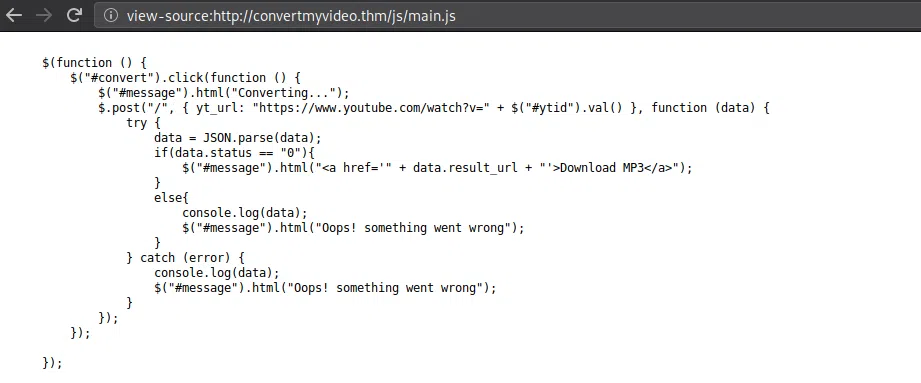 view-source:http://convertmyvideo.thm/js/main.js
$(function () {
    $("#convert").click(function () {
        $("#message").html("Converting...");
        $.post("/", { yt_url: "https://www.youtube.com/watch?v=" + $("#ytid").val() }, function (data) {
            try {
                data = JSON.parse(data);
                if(data.status == "0"){
                    $("#message").html("<a href='" + data.result_url + "'>Download MP3</a>");
                }
                else{
                    console.log(data);
                    $("#message").html("Oops! something went wrong");
                }
            } catch (error) {
                console.log(data);
                $("#message").html("Oops! something went wrong");
            }
        });
    });

});